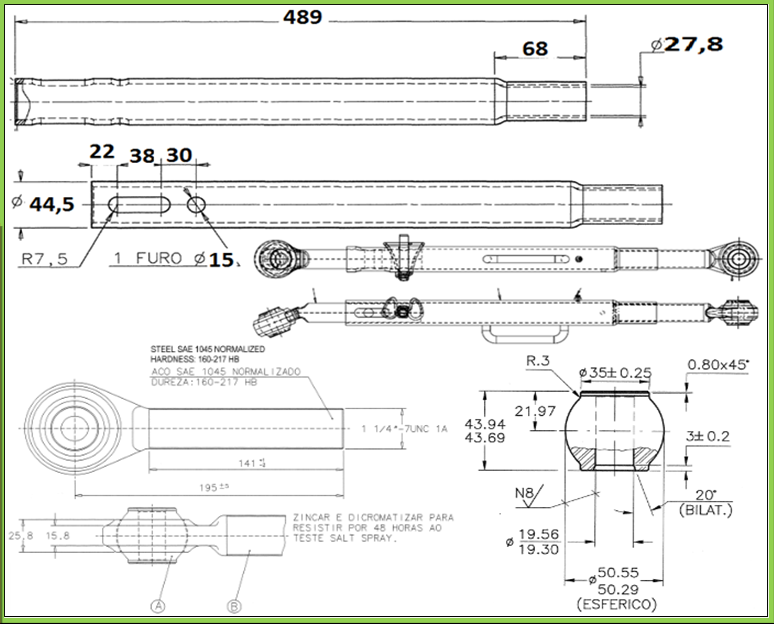 489
68
⌀27,8
22
38
30
⌀
44,5
R7,5
1 FURO ⌀15
STEEL SAE 1045 NORMALIZED
HARDNESS: 160-217 HB
ACO SAE 1045 NORMALIZADO
DUREZA:160-217 HB
1 1/4"-7UNC 1A
141
195
ZINCAR E DICROMATIZAR PARA
RESISTIR POR 48 HORAS AO
TESTE SALT SPRAY.
25,8
15,8
A
B
R.3
⌀35± 0.25
0.80x45°
43.94
43.69
21.97
3± 0.2
N8
20°
(BILAT.)
⌀ 19.56
19.30
⌀50.55
50.29
(ESFERICO)